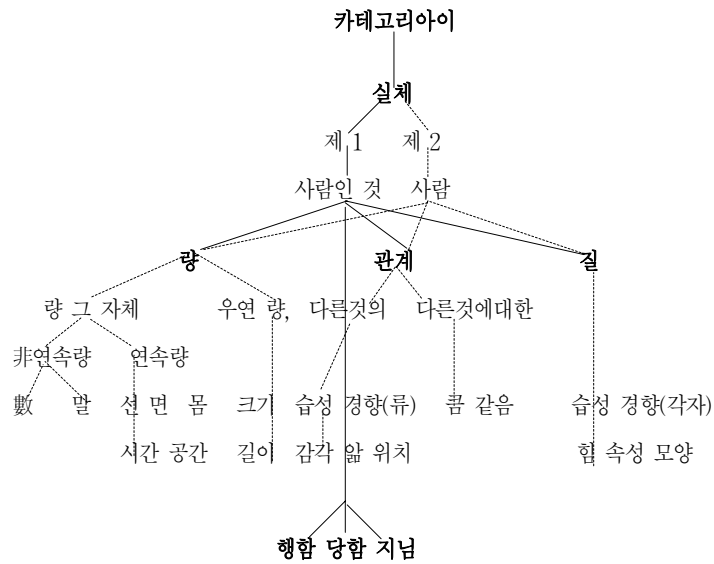 카테고리아이
실체
제 1 제 2
사람인 것 사람
량 관계 질
량 그 자체 우연 량, 다른것의 다른것에대한
非연속량 연속량
數 말 선 면 몸 크기 습성 경향(류) 큼 같음 습성 경향(각자)
시간 공간 길이 감각 앎 위치 힘 속성 모양
행함 당함 지님